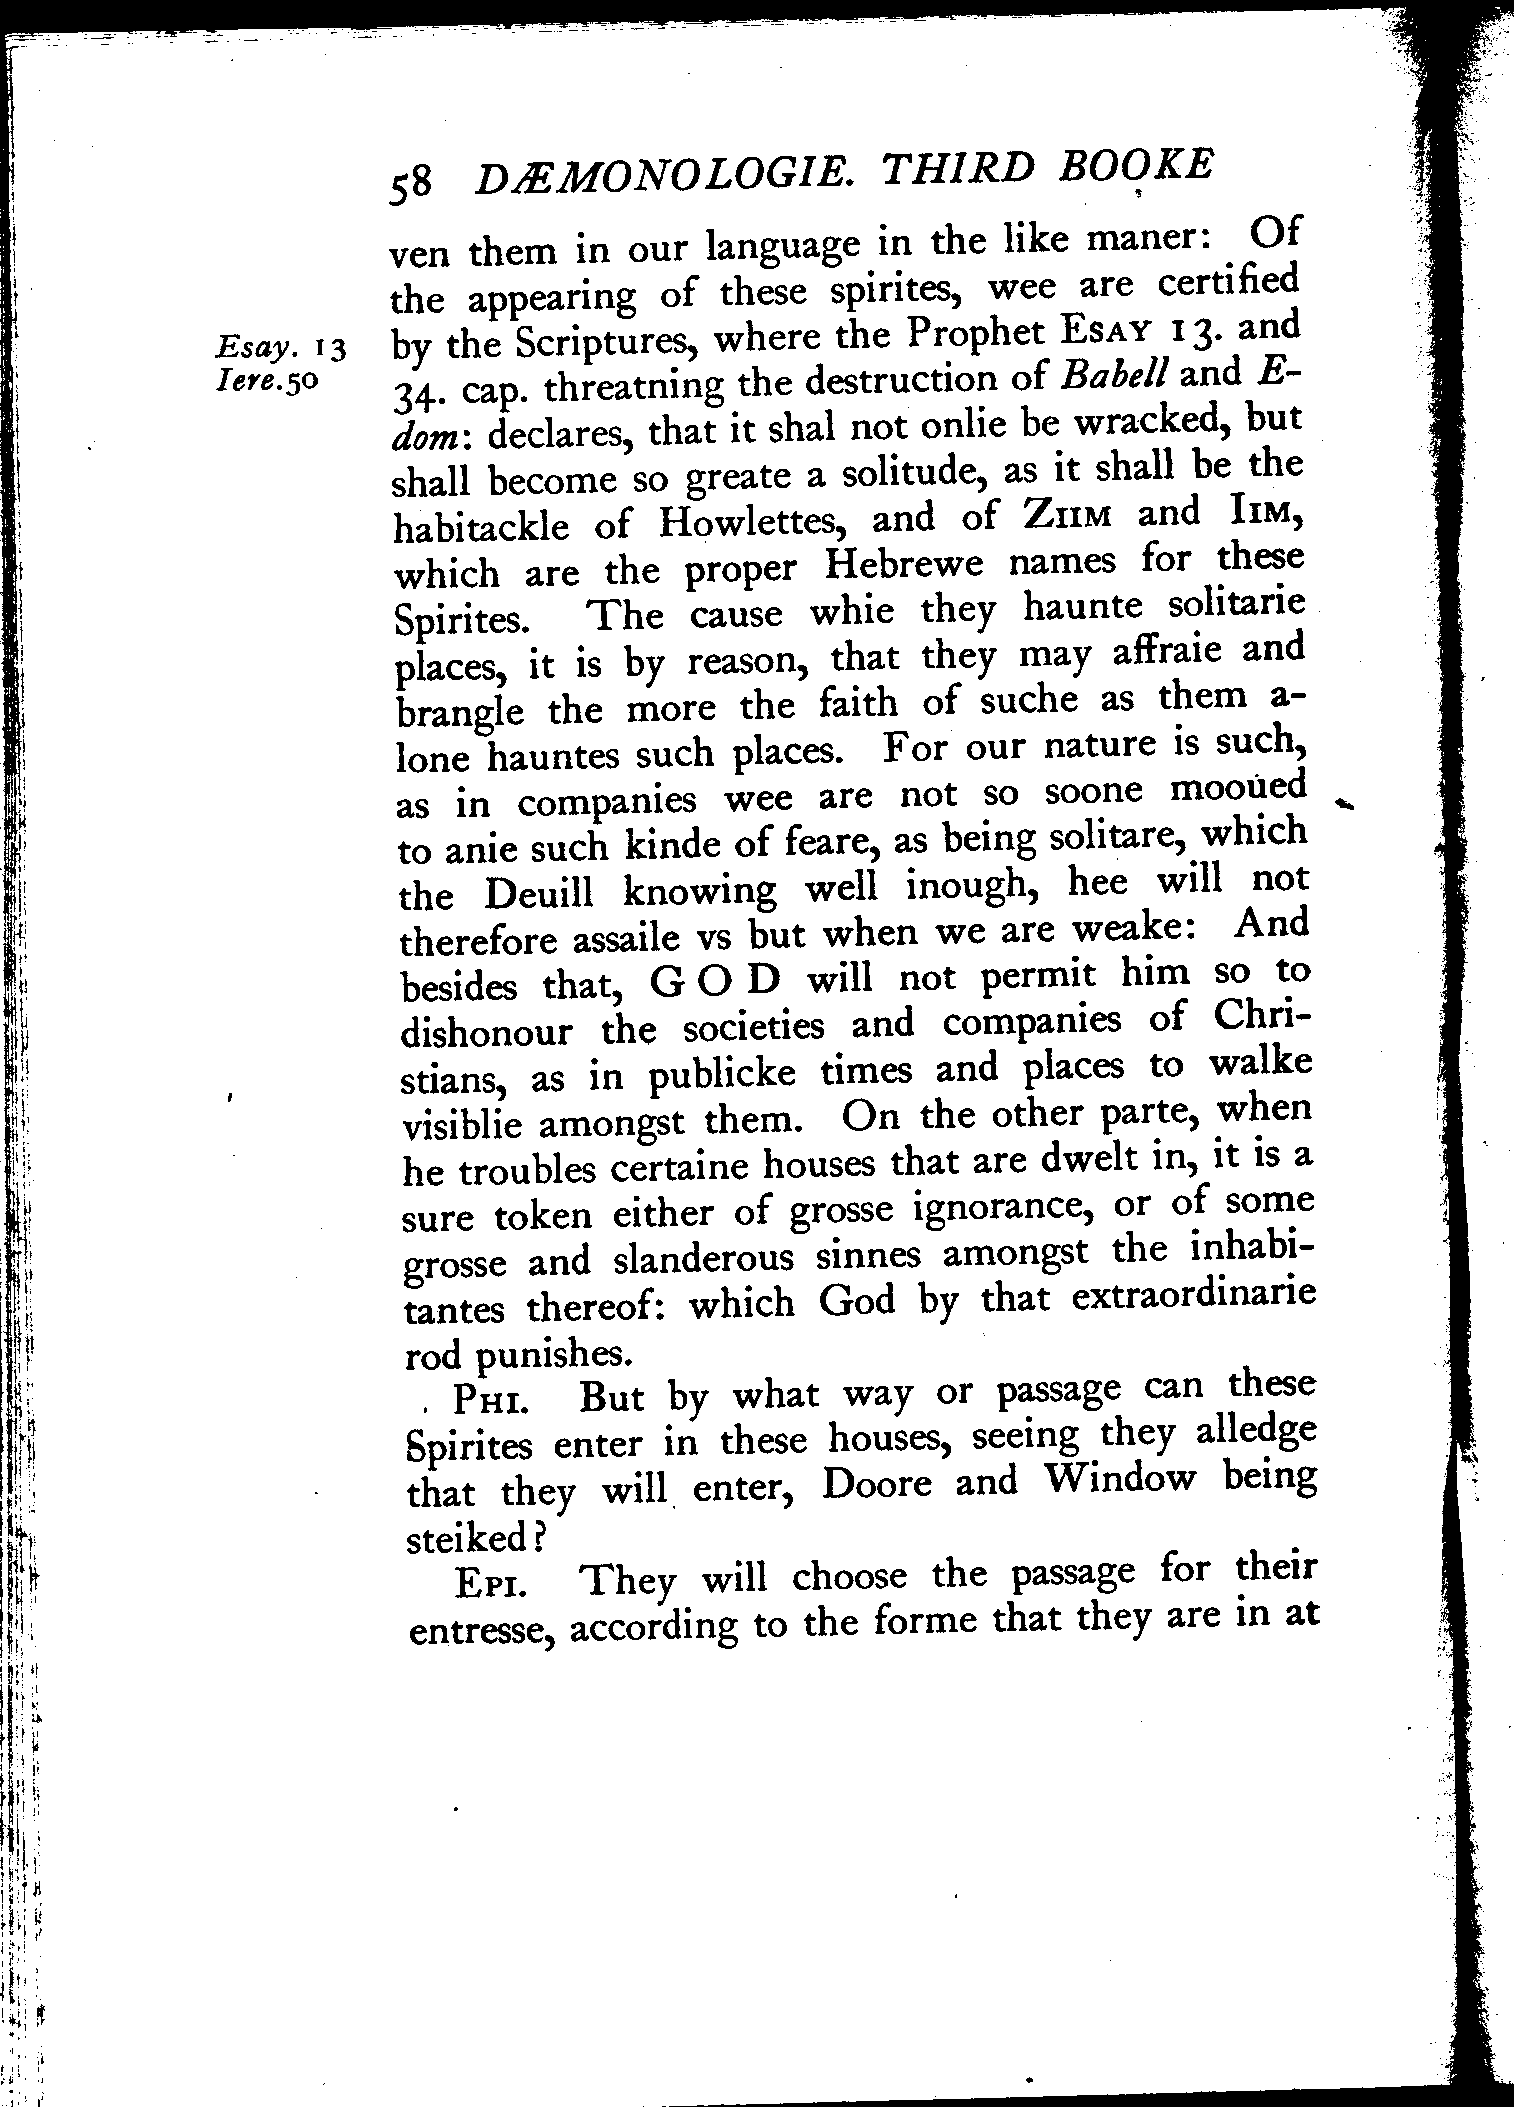 58 DÆMONOLOGIE. THIRD BOOKE
ven them in our language in the like maner: Of
the appearing of these spirites, wee are certified
Esay. 13 by the Scriptures, where the Prophet ESAY 13. and
Iere.50 34. cap. threatning the destruction of Babell and E-
dom: declares, that it shal not onlie be wracked, but
shall become so greate a solitude, as it shall be the
habitackle of Howlettes, and of ZIIM and IIM,
which are the proper Hebrewe names for these
Spirites. The cause whie they haunte solitarie
places, it is by reason, that they may affraie and
brangle the more the faith of suche as them a-
lone hauntes such places. For our nature is such,
as in companies wee are not so soone mooued
to anie such kinde of feare, as being solitare, which
the Deuill knowing well inough, hee will not
therefore assaile vs but when we are weake: And
besides that, GOD will not permit him so to
dishonour the societies and companies of Chri-
stians, as in publicke times and places to walke
visiblie amongst them. On the other parte, when
he troubles certaine houses that are dwelt in, it is a
sure token either of grosse ignorance, or of some
grosse and slanderous sinnes amongst the inhabi-
tantes thereof: which God by that extraordinarie
rod punishes.
PHI. But by what way or passage can these
Spirites enter in these houses, seeing they alledge
that they will enter, Doore and Window being
steiked?
EPI. They will choose the passage for their
entresse, according to the forme that they are in at